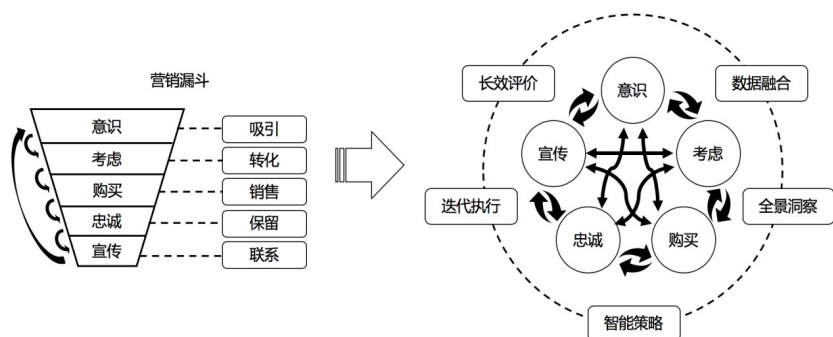 营销漏斗
意识
吸引
考虑
转化
购买
销售
忠诚
保留
宣传
联系
长效评价
意识
数据融合
宣传
考虑
迭代执行
全景洞察
忠诚
购买
智能策略